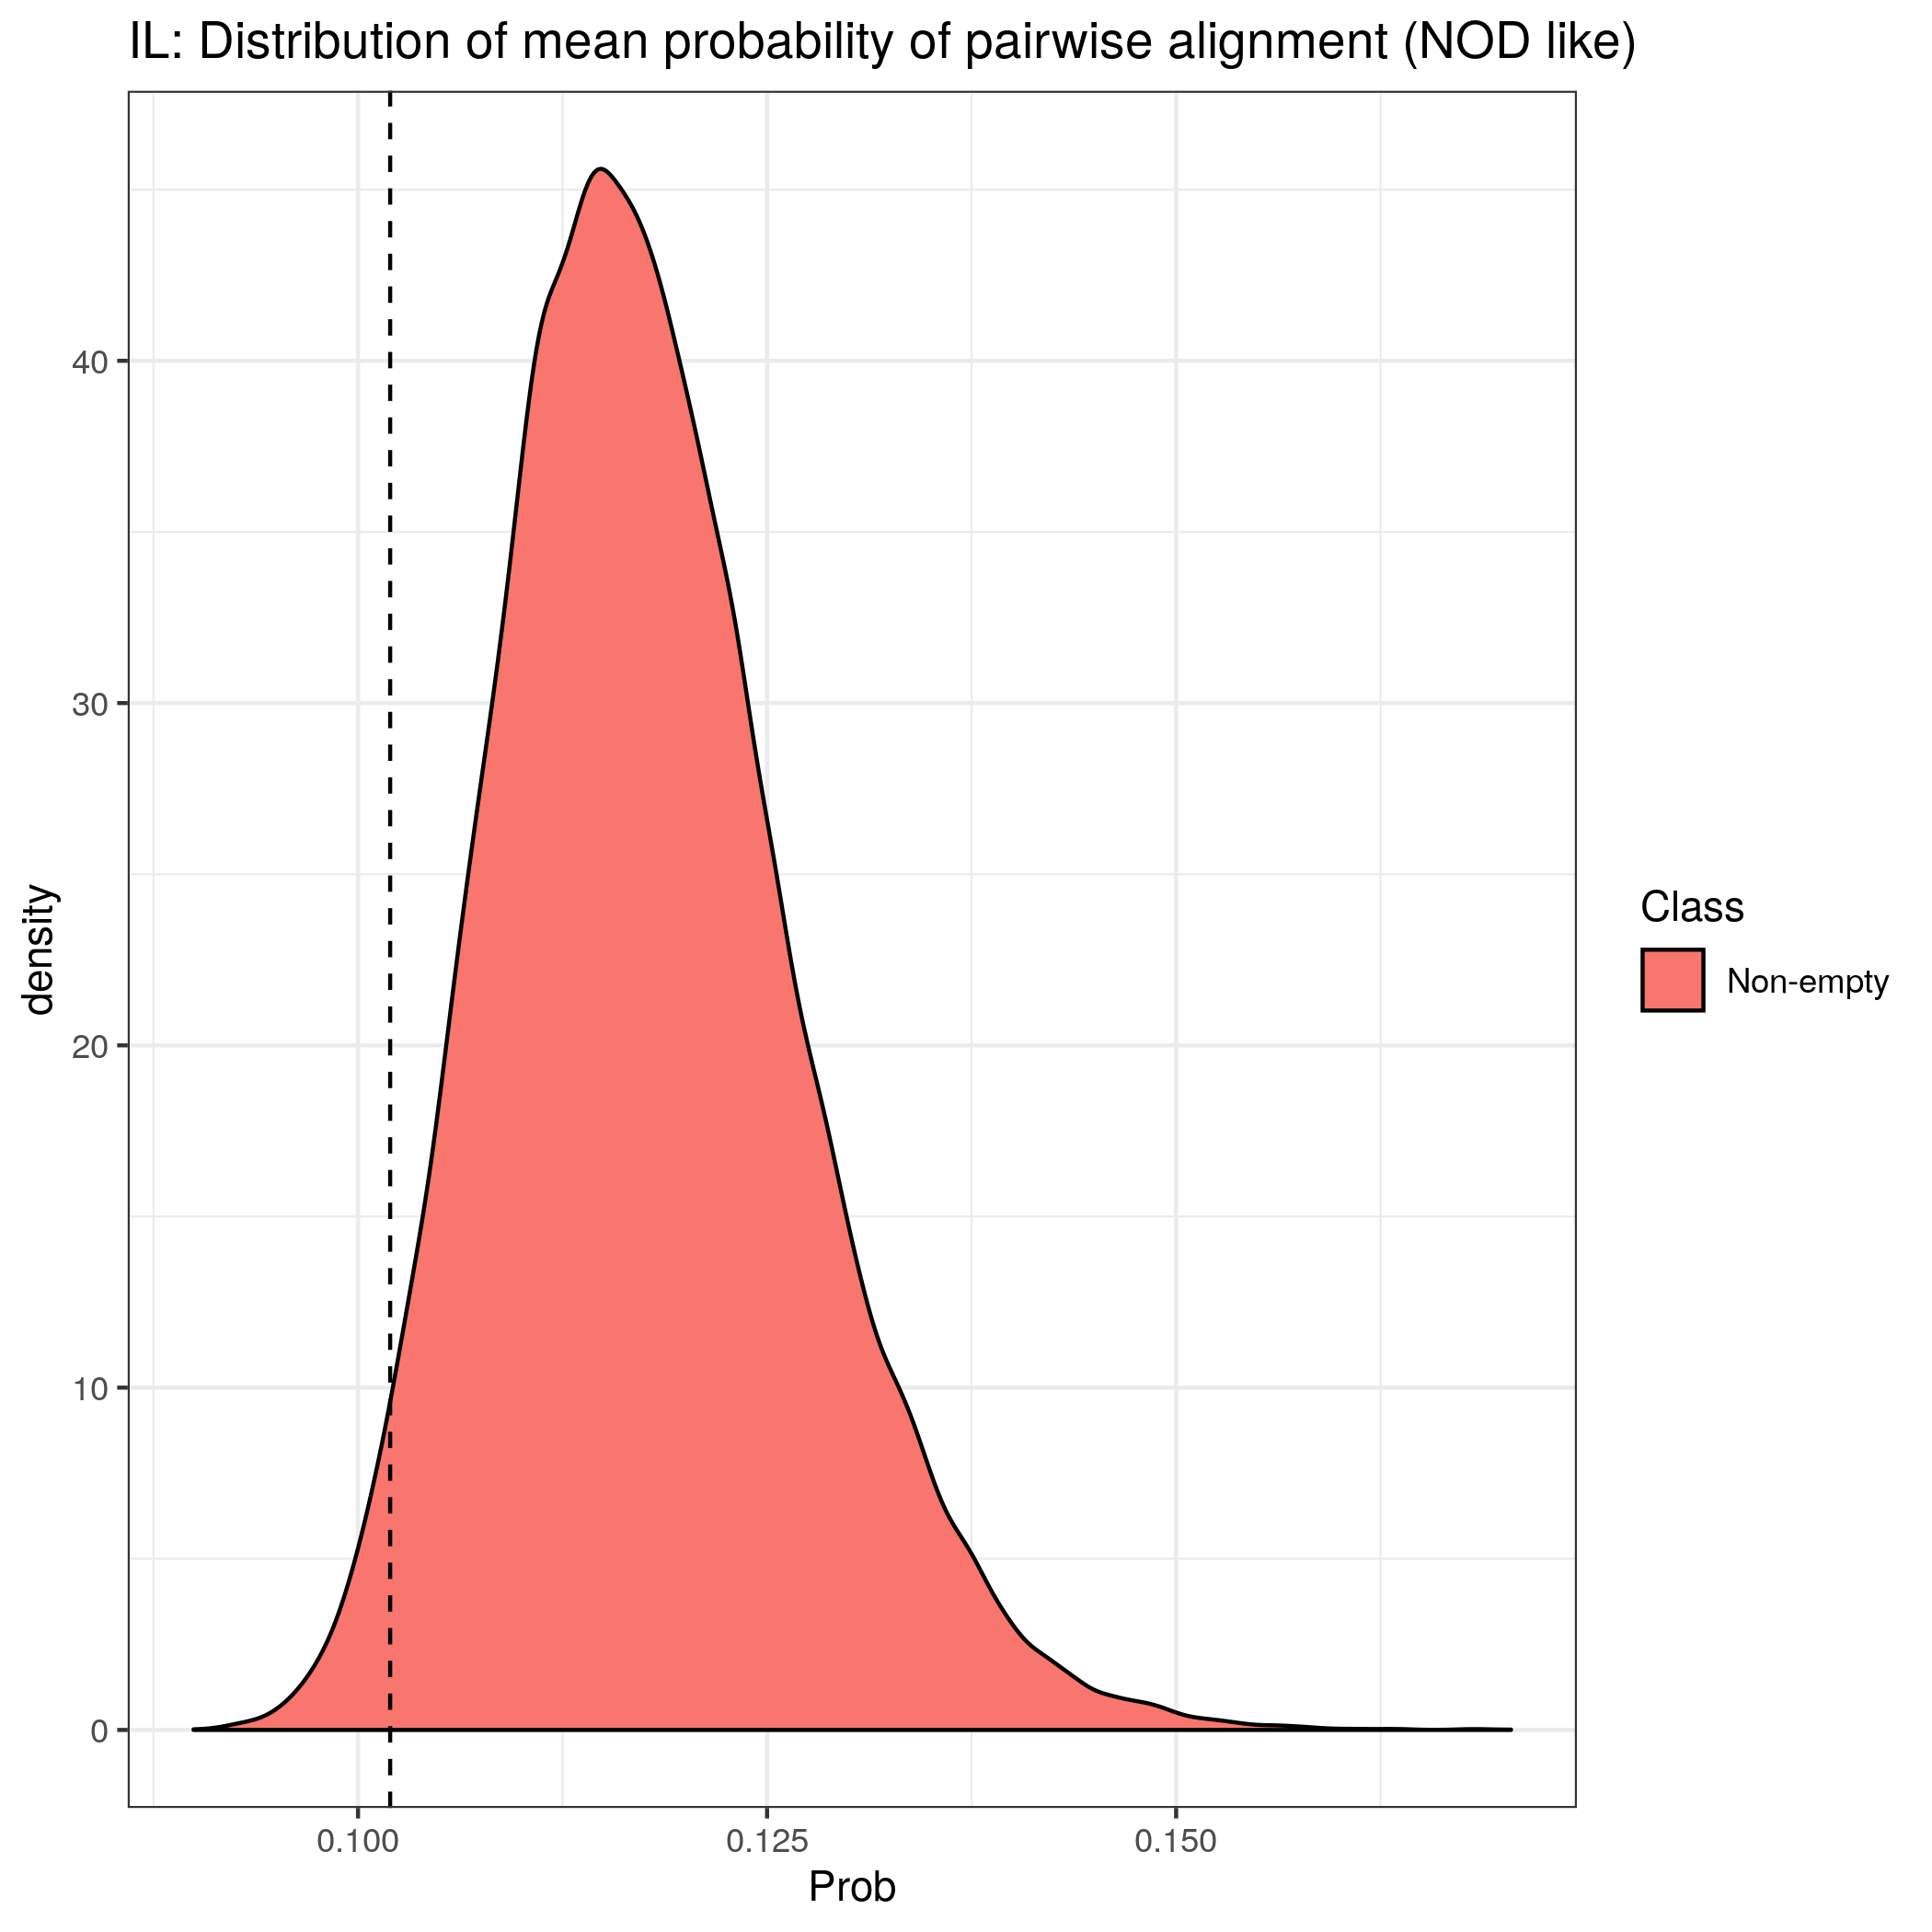 IL: Distribution of mean probability of pairwise alignment (NOD like)
density
40
30
20
10
0
0.100 0.125 0.150
Prob
Class
Non-empty